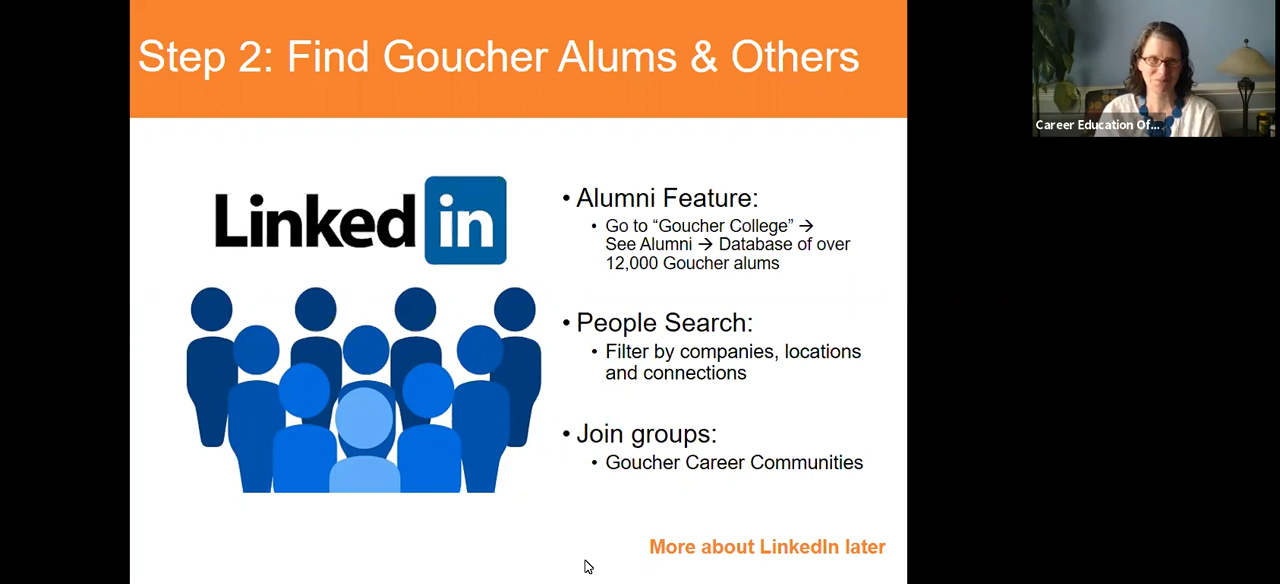 Step 2: Find Goucher Alums & Others
Career Education Of...
Linked in
• Alumni Feature:
• Go to “Goucher College” →
See Alumni → Database of over
12,000 Goucher alums
• People Search:
• Filter by companies, locations
and connections
• Join groups:
• Goucher Career Communities
More about LinkedIn later